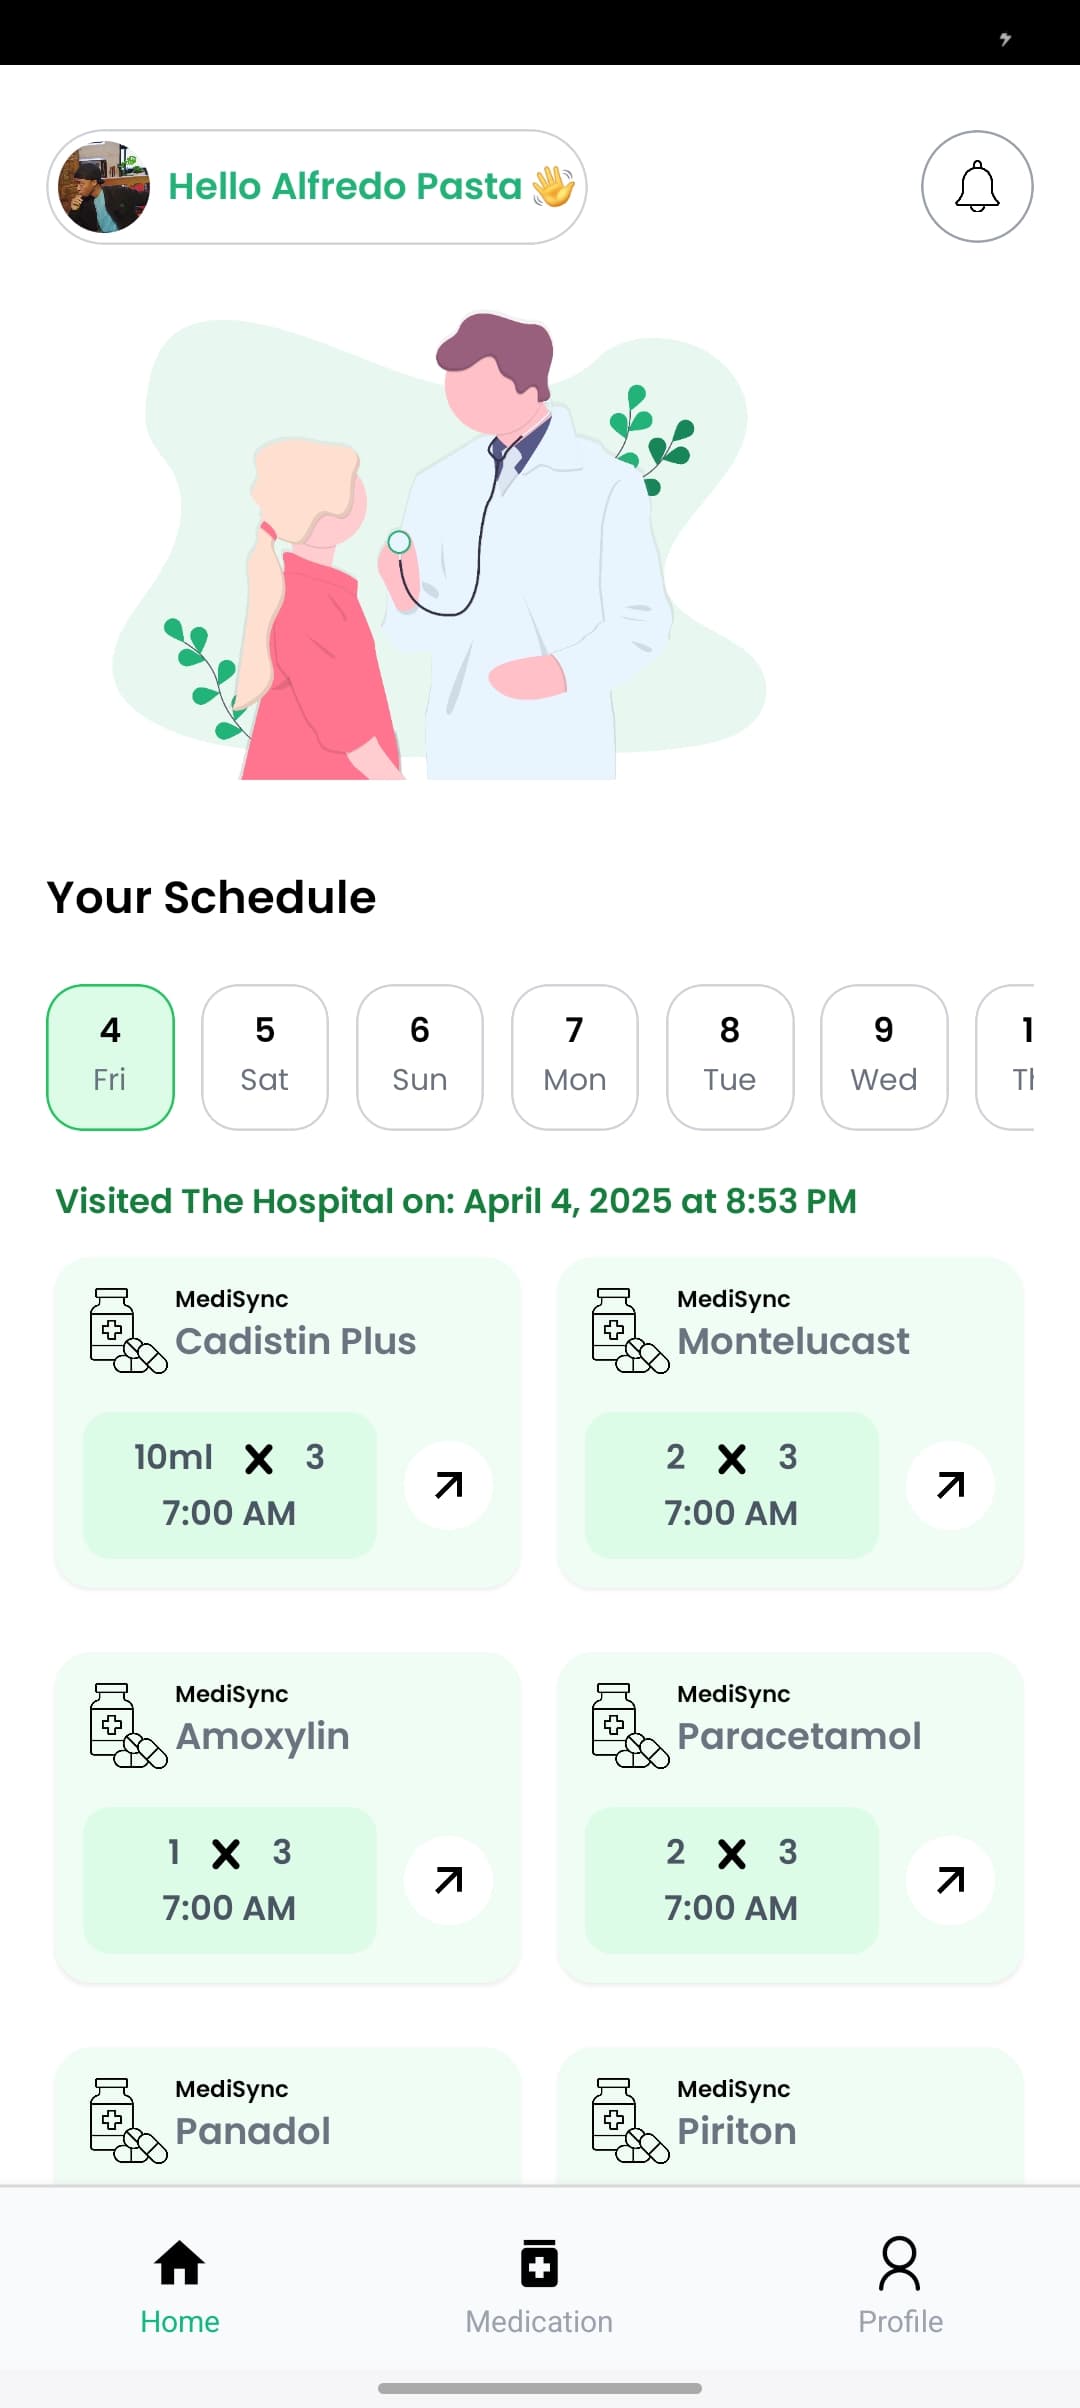 Hello Alfredo Pasta 👋
Your Schedule
4 5 6 7 8 9 1
Fri Sat Sun Mon Tue Wed
Visited The Hospital on: April 4, 2025 at 8:53 PM
MediSync
Cadistin Plus
10ml X 3
7:00 AM
MediSync
Montelucast
2 X 3
7:00 AM
MediSync
Amoxylin
1 X 3
7:00 AM
MediSync
Paracetamol
2 X 3
7:00 AM
MediSync
Panadol
MediSync
Piriton
Home Medication Profile